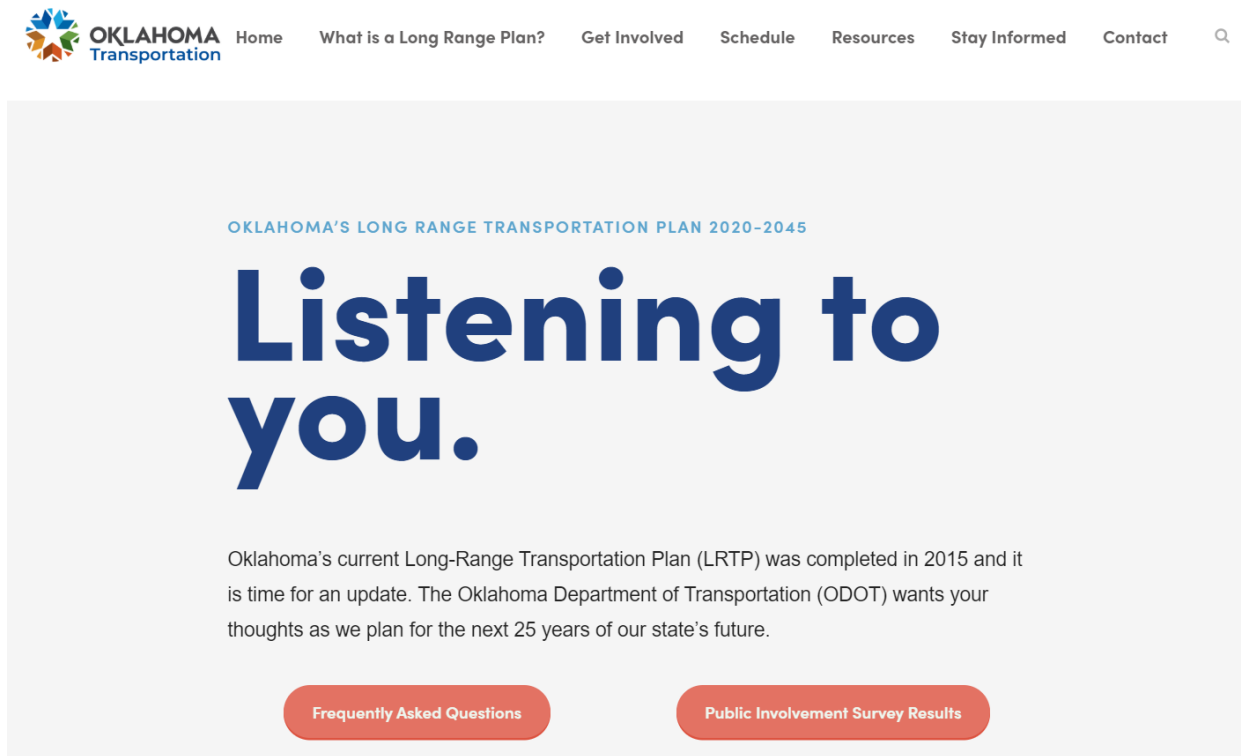 OKLAHOMA
Transportation
Home What is a Long Range Plan? Get Involved Schedule Resources Stay Informed Contact
OKLAHOMA’S LONG RANGE TRANSPORTATION PLAN 2020-2045
Listening to
you.
Oklahoma’s current Long-Range Transportation Plan (LRTP) was completed in 2015 and it
is time for an update. The Oklahoma Department of Transportation (ODOT) wants your
thoughts as we plan for the next 25 years of our state’s future.
Frequently Asked Questions Public Involvement Survey Results